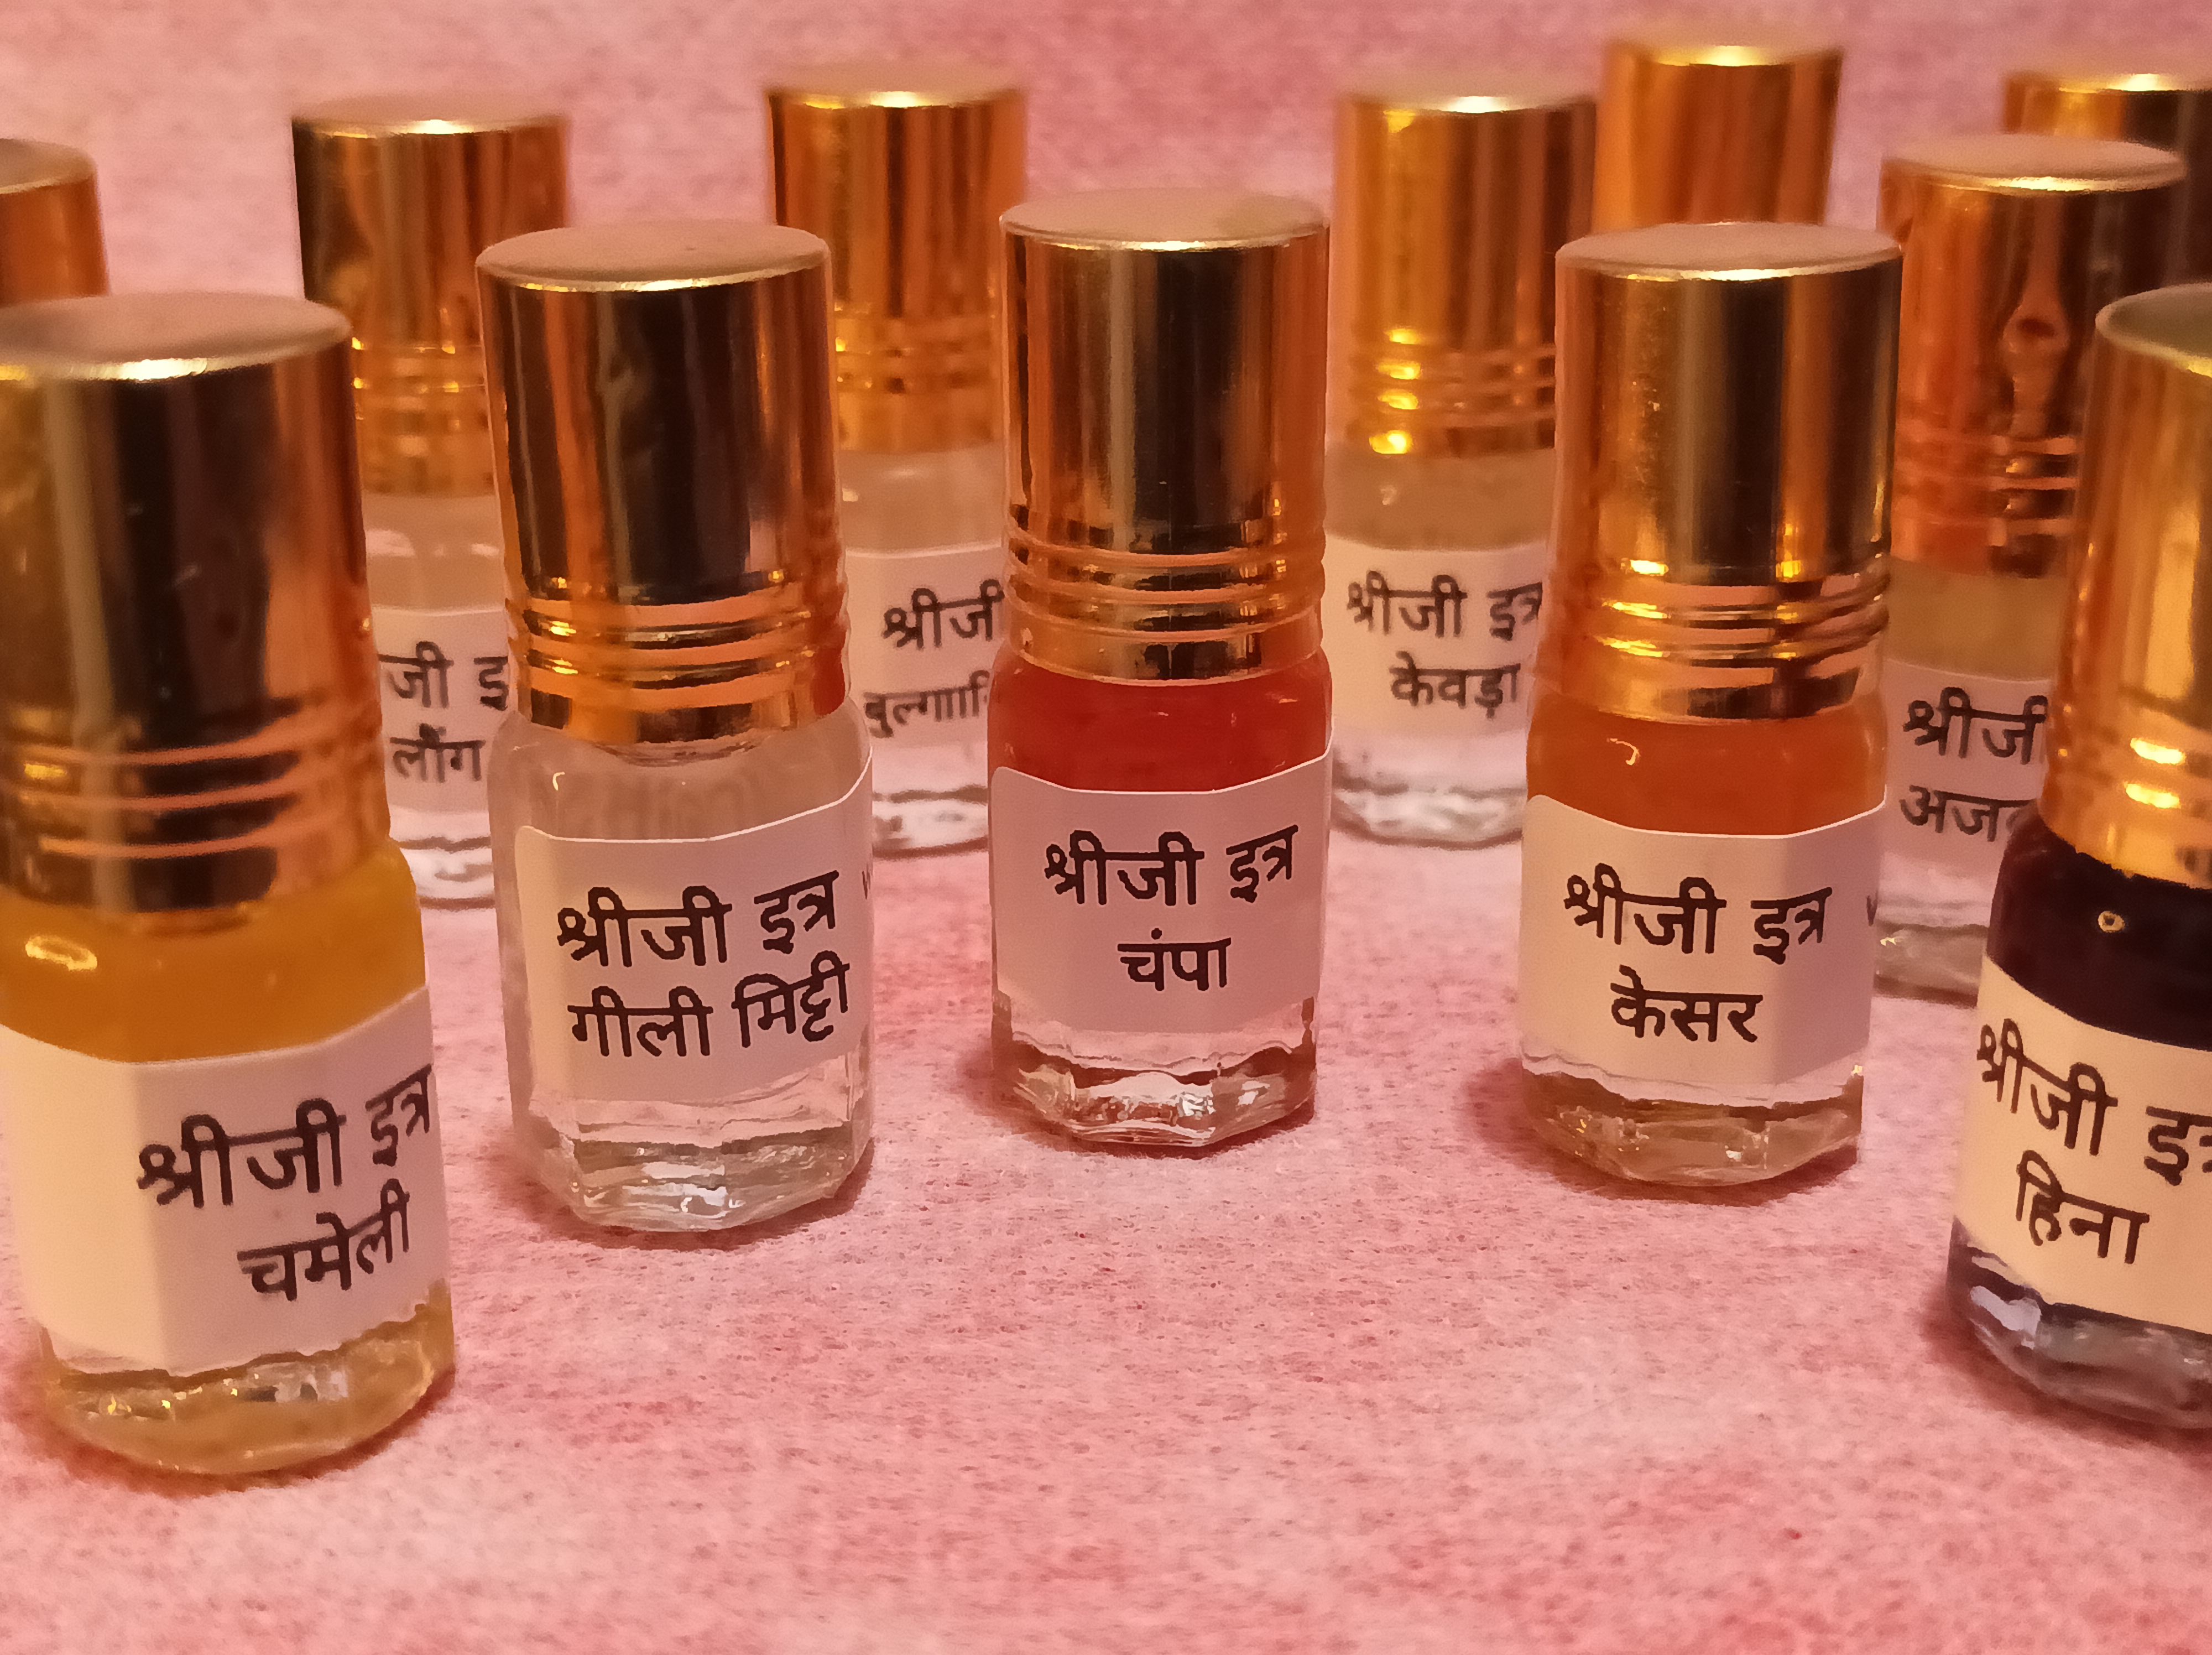 श्रीजी इत्र
चमेली
लौंग
श्रीजी इत्र
गीली मिट्टी
श्रीजी
श्रीजी इत्र
चंपा
श्रीजी इत्र
केवड़ा
श्रीजी इत्र
केसर
श्रीजी
श्रीजी
हिना